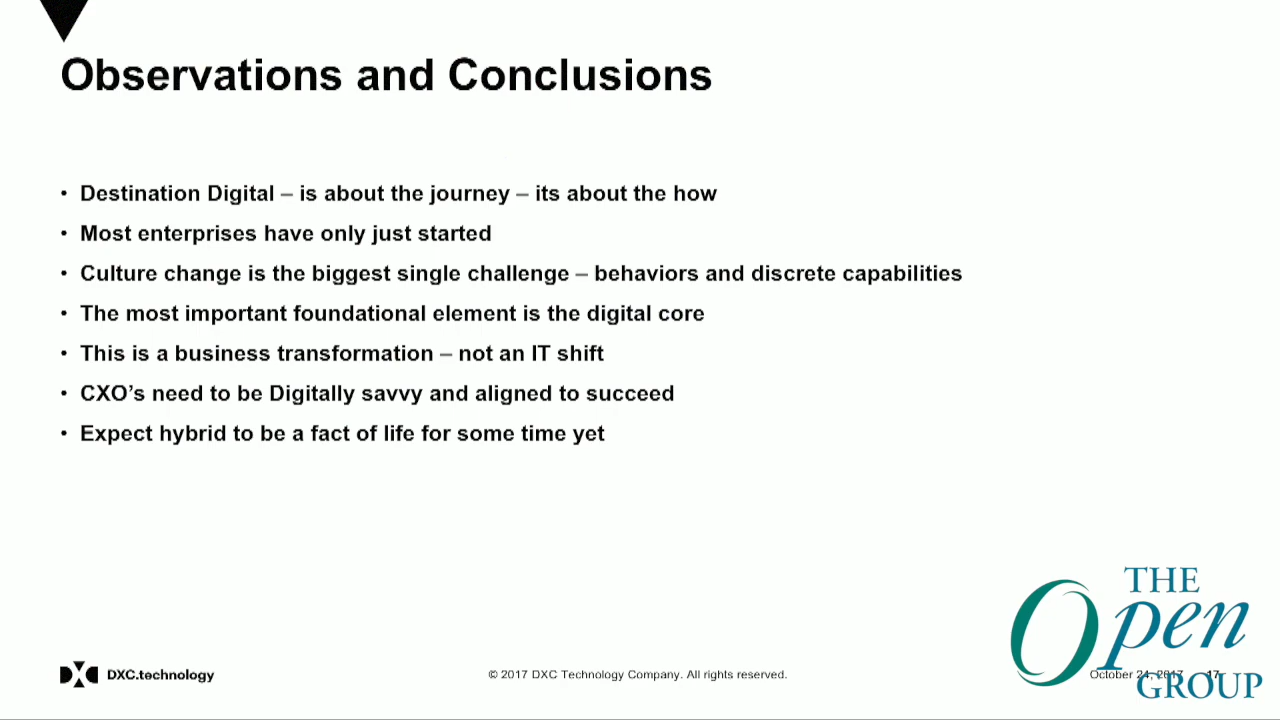 Observations and Conclusions
• Destination Digital – is about the journey – its about the how
• Most enterprises have only just started
• Culture change is the biggest single challenge – behaviors and discrete capabilities
• The most important foundational element is the digital core
• This is a business transformation – not an IT shift
• CXO’s need to be Digitally savvy and aligned to succeed
• Expect hybrid to be a fact of life for some time yet
THE
Open
GROUP
DXC.technology
© 2017 DXC Technology Company. All rights reserved.
October 24, 2017 47